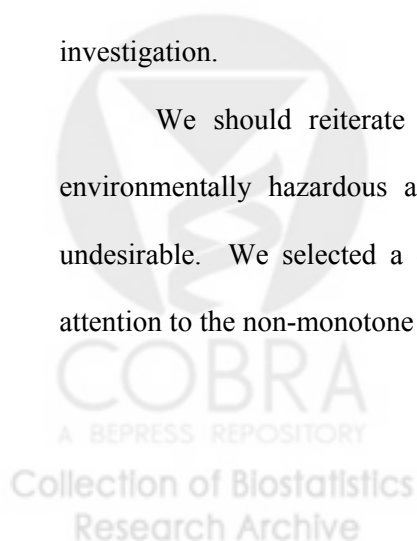 investigation.
We should reiterate
environmentally hazardous a
undesirable. We selected a
attention to the non-monotone
COBRA
A BEPRESS REPOSITORY
Collection of Biostatistics
Research Archive